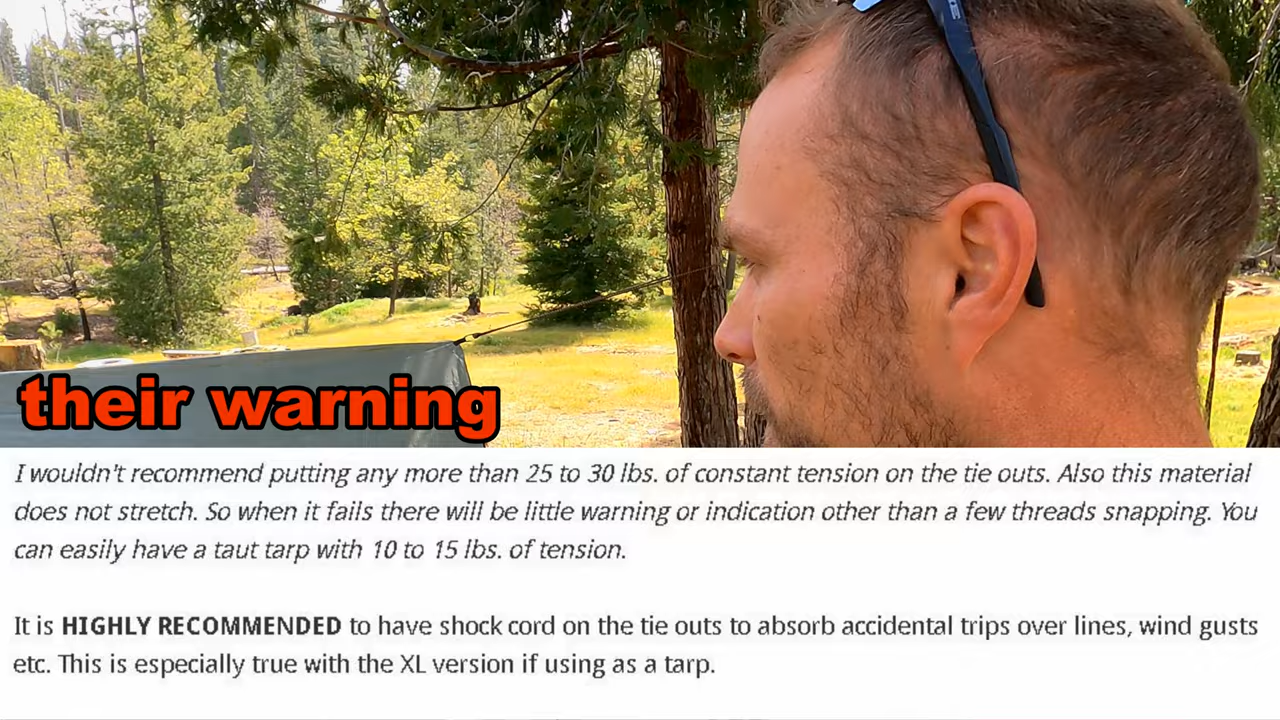 their warning
I wouldn't recommend putting any more than 25 to 30 lbs. of constant tension on the tie outs. Also this material
does not stretch. So when it fails there will be little warning or indication other than a few threads snapping. You
can easily have a taut tarp with 10 to 15 lbs. of tension.
It is HIGHLY RECOMMENDED to have shock cord on the tie outs to absorb accidental trips over lines, wind gusts
etc. This is especially true with the XL version if using as a tarp.